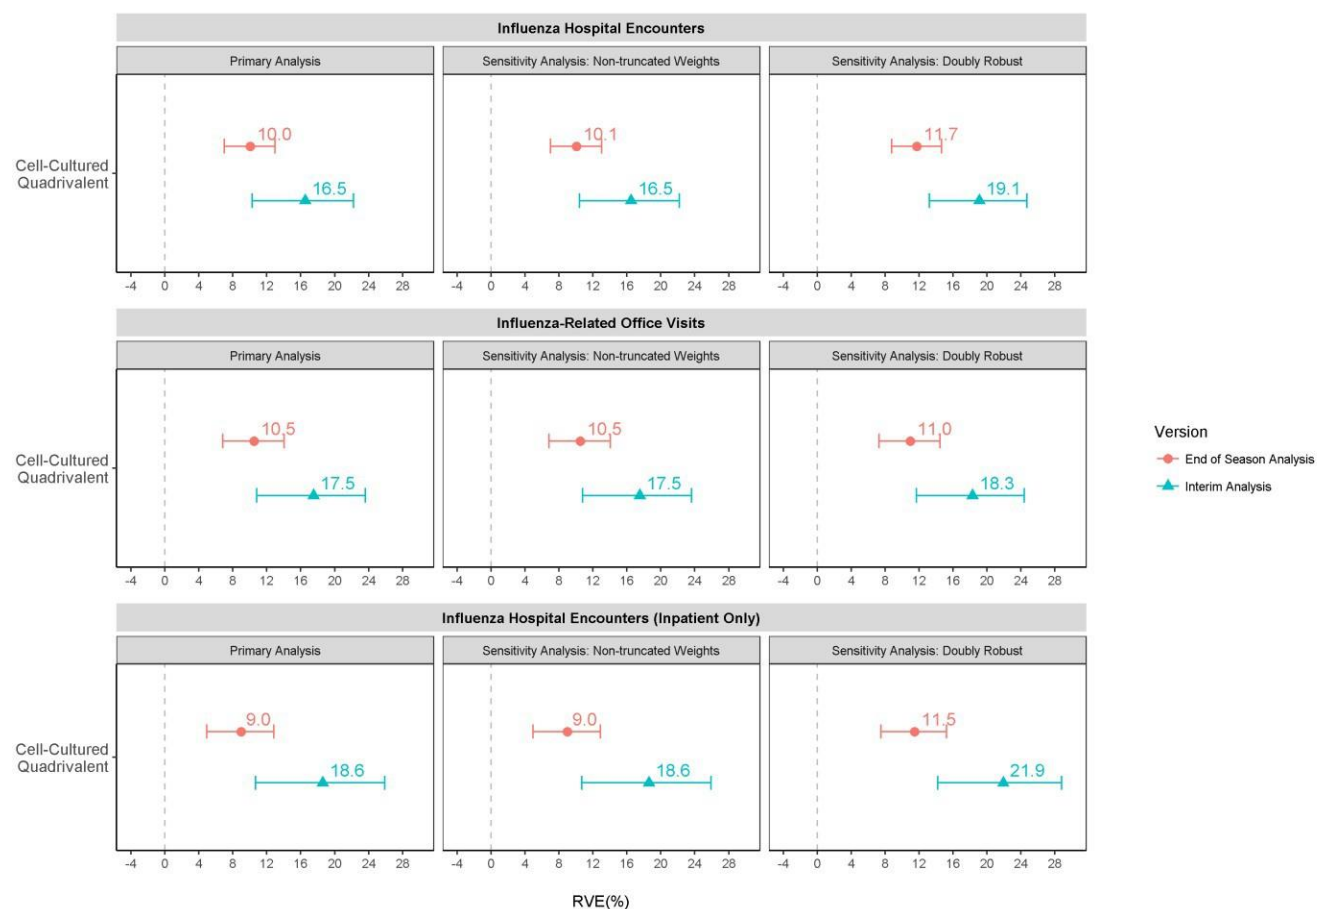 Influenza Hospital Encounters
Primary Analysis
Sensitivity Analysis: Non-truncated Weights
Sensitivity Analysis: Doubly Robust
Cell-Cultured
Quadrivalent
10.0
16.5
10.1
16.5
11.7
19.1
-4 0 4 8 12 16 20 24 28
-4 0 4 8 12 16 20 24 28
-4 0 4 8 12 16 20 24 28
Influenza-Related Office Visits
Primary Analysis
Sensitivity Analysis: Non-truncated Weights
Sensitivity Analysis: Doubly Robust
Cell-Cultured
Quadrivalent
10.5
17.5
10.5
17.5
11.0
18.3
-4 0 4 8 12 16 20 24 28
-4 0 4 8 12 16 20 24 28
-4 0 4 8 12 16 20 24 28
Influenza Hospital Encounters (Inpatient Only)
Primary Analysis
Sensitivity Analysis: Non-truncated Weights
Sensitivity Analysis: Doubly Robust
Cell-Cultured
Quadrivalent
9.0
18.6
9.0
18.6
11.5
21.9
-4 0 4 8 12 16 20 24 28
-4 0 4 8 12 16 20 24 28
-4 0 4 8 12 16 20 24 28
RVE(%)
Version
End of Season Analysis
Interim Analysis